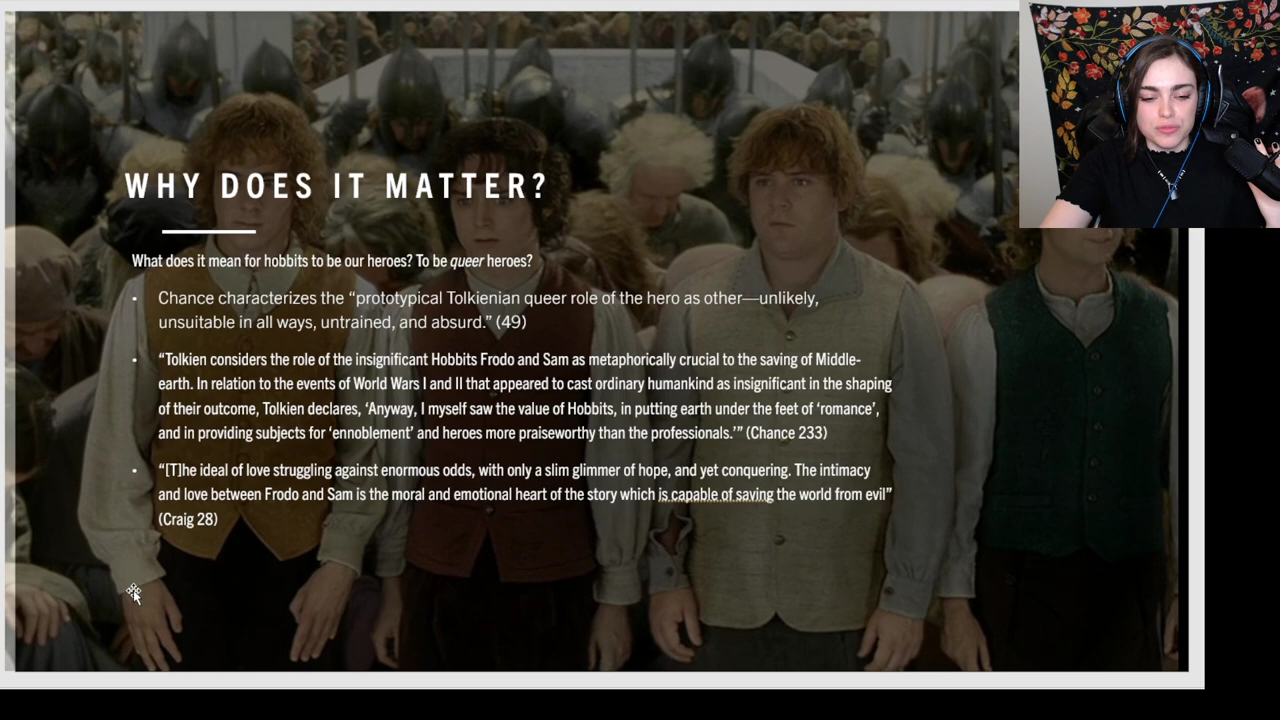 WHY DOES IT MATTER?
What does it mean for hobbits to be our heroes? To be queer heroes?
• Chance characterizes the “prototypical Tolkienian queer role of the hero as other—unlikely,
unsuitable in all ways, untrained, and absurd.” (49)
• “Tolkien considers the role of the insignificant Hobbits Frodo and Sam as metaphorically crucial to the saving of Middle-
earth. In relation to the events of World Wars I and II that appeared to cast ordinary humankind as insignificant in the shaping
of their outcome, Tolkien declares, ‘Anyway, I myself saw the value of Hobbits, in putting earth under the feet of ‘romance’,
and in providing subjects for ‘ennoblement’ and heroes more praiseworthy than the professionals.’” (Chance 233)
• “[T]he ideal of love struggling against enormous odds, with only a slim glimmer of hope, and yet conquering. The intimacy
and love between Frodo and Sam is the moral and emotional heart of the story which is capable of saving the world from evil”
(Craig 28)